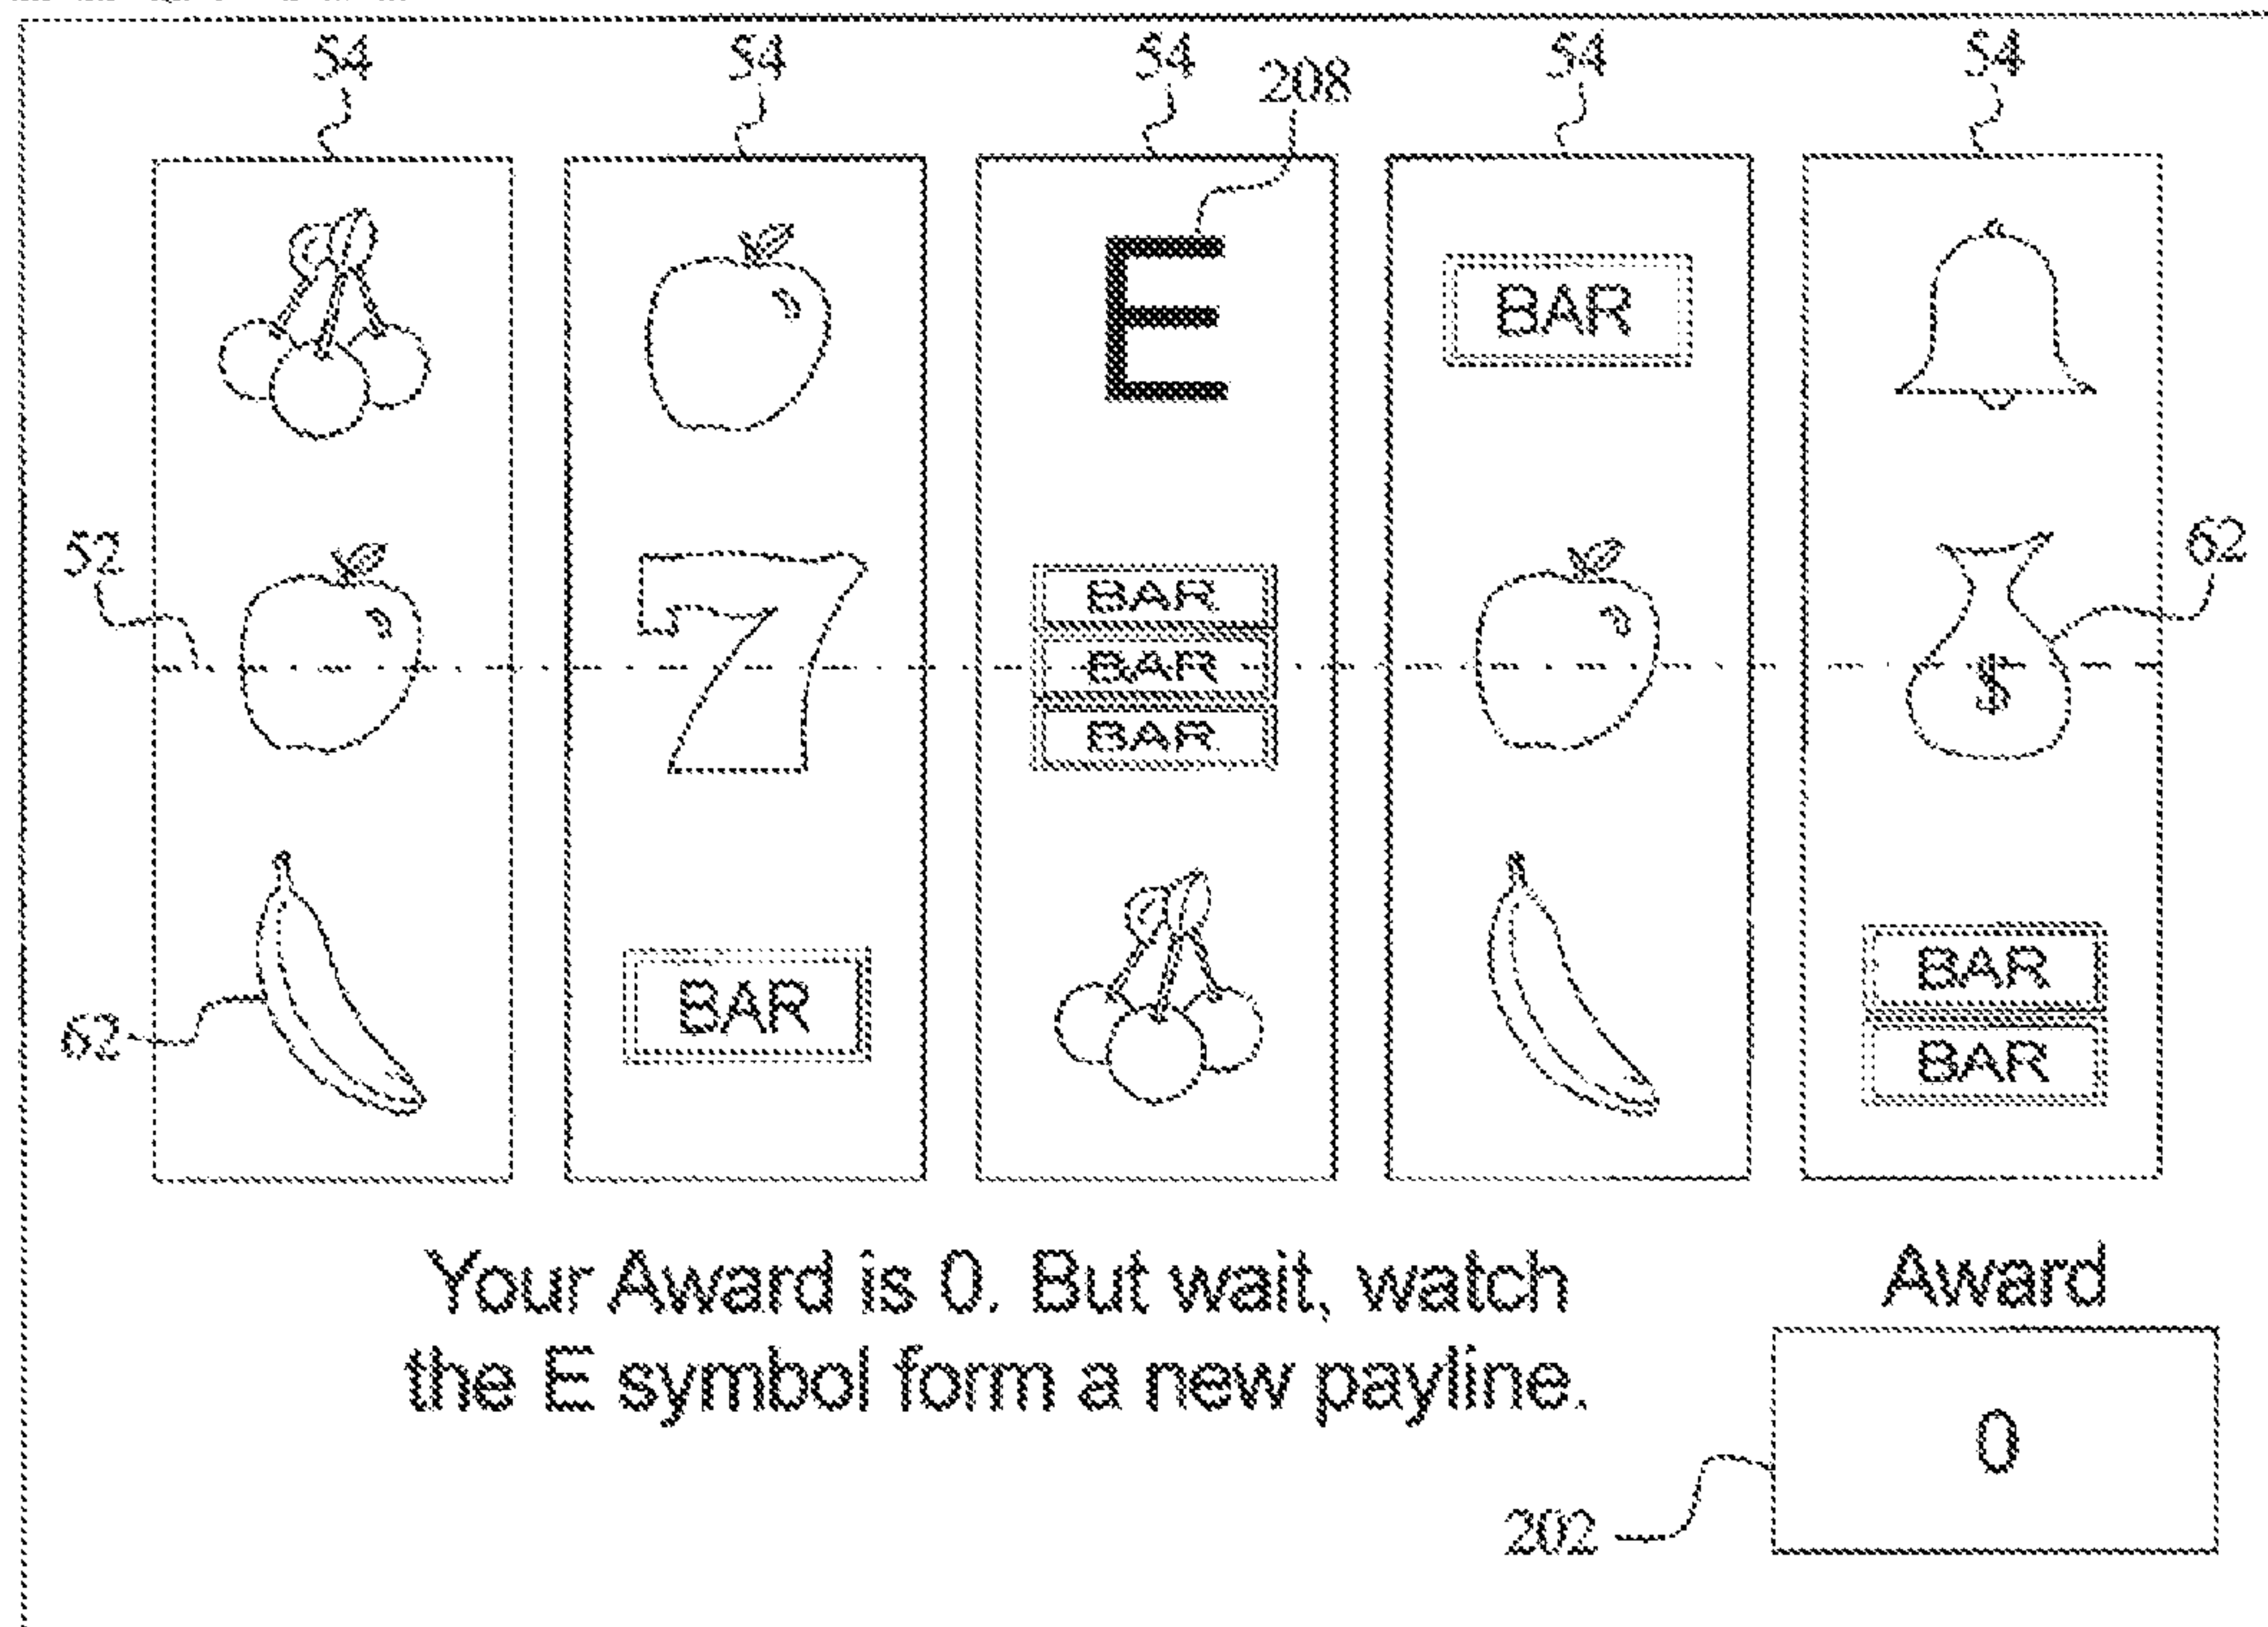 54 54 54 54 54
208
E BAR
52 62
7 BAR $
BAR
BAR
62 BAR BAR
BAR
Your Award is 0. But wait, watch
the E symbol form a new payline.
Award
0
202